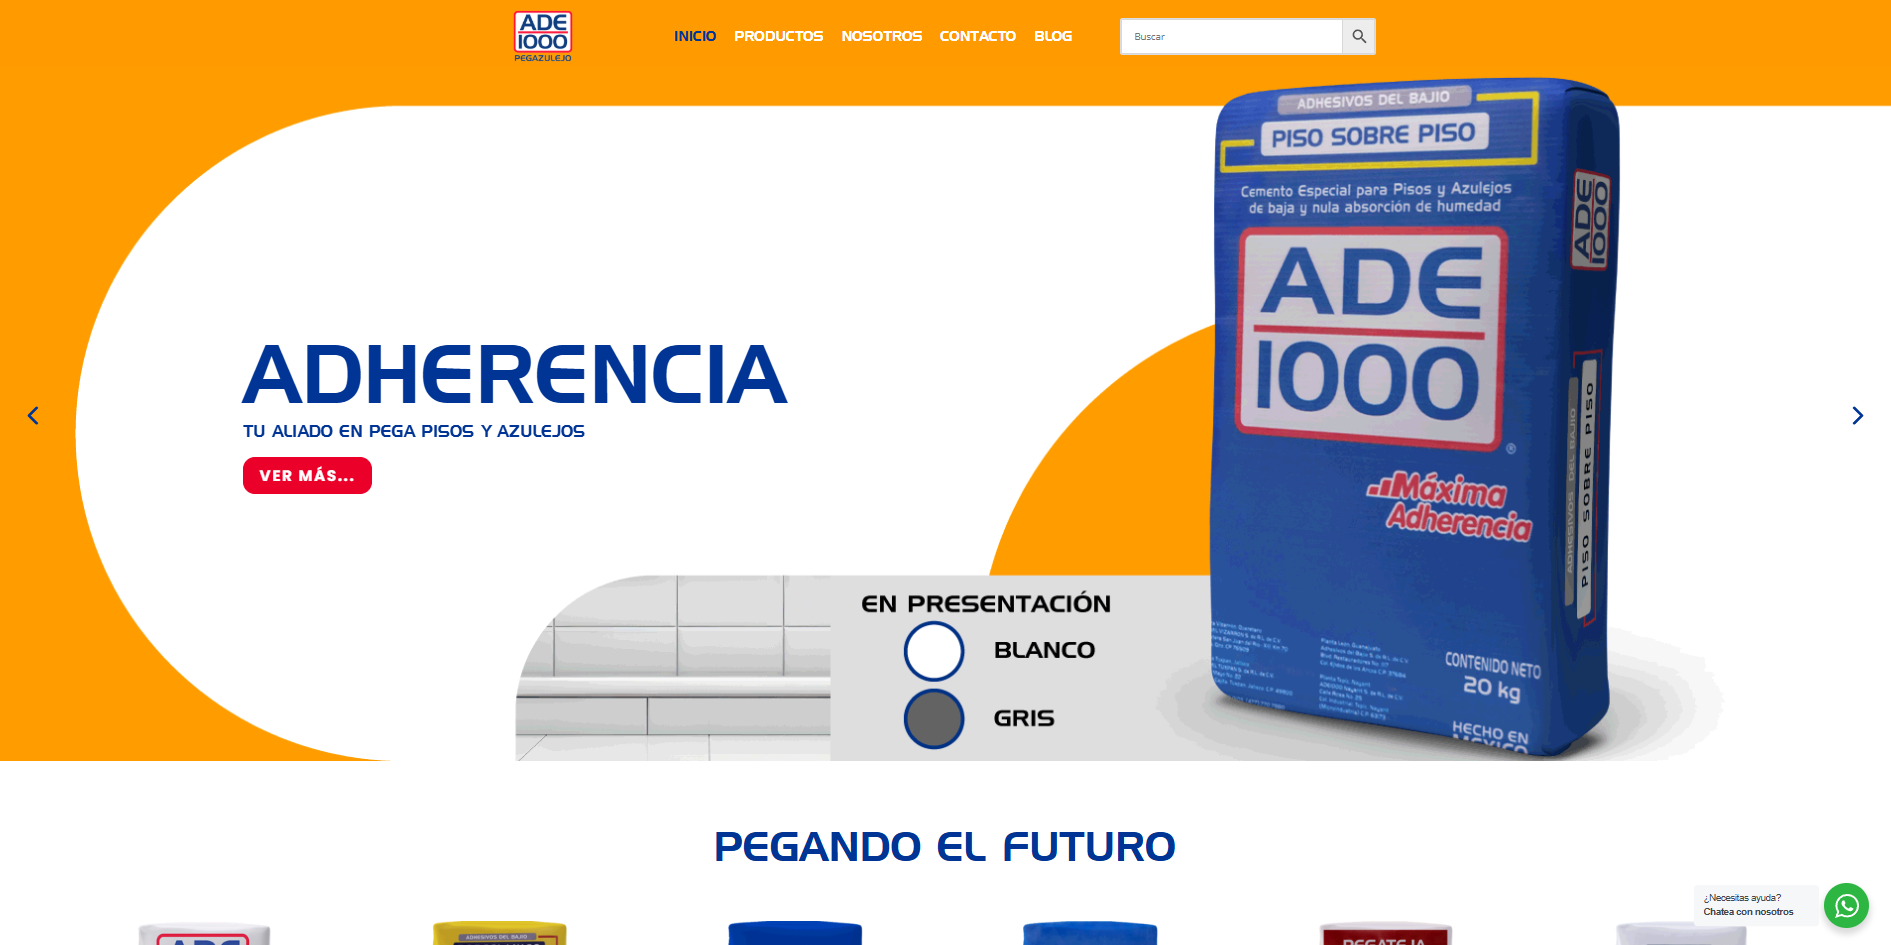 ADE
1000
PEGAZULEJO
INICIO PRODUCTOS NOSOTROS CONTACTO BLOG
Buscar
ADHESIVOS DEL BAJIO
PISO SOBRE PISO
Cemento Especial para Pisos y Azulejos
de baja y nula absorción de humedad
ADE
1000
®
Máxima
Adherencia
ADE
1000
ADHESIVOS DEL BAJIO
PISO SOBRE PISO
CONTENIDO NETO
20 kg
HECHO EN
MÉXICO
ADHERENCIA
TU ALIADO EN PEGA PISOS Y AZULEJOS
VER MÁS...
EN PRESENTACIÓN
BLANCO
GRIS
PEGANDO EL FUTURO
ADHESIVOS DEL BAJIO
¿Necesitas ayuda?
Chatea con nosotros